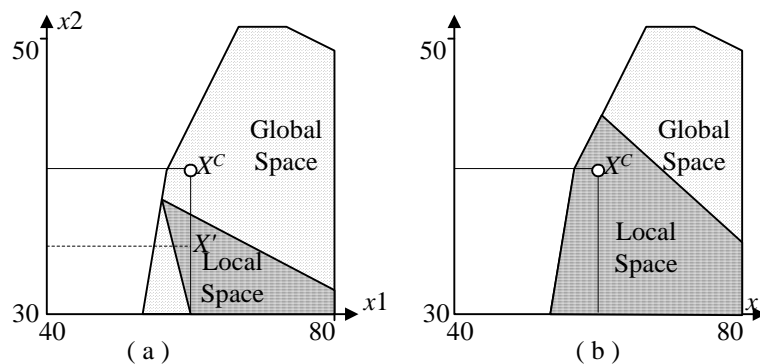 x2
50
Global
Space
X^C
X'
Local
Space
30
40
80
x1
( a )
50
Global
Space
X^C
Local
Space
30
40
80
x
( b )